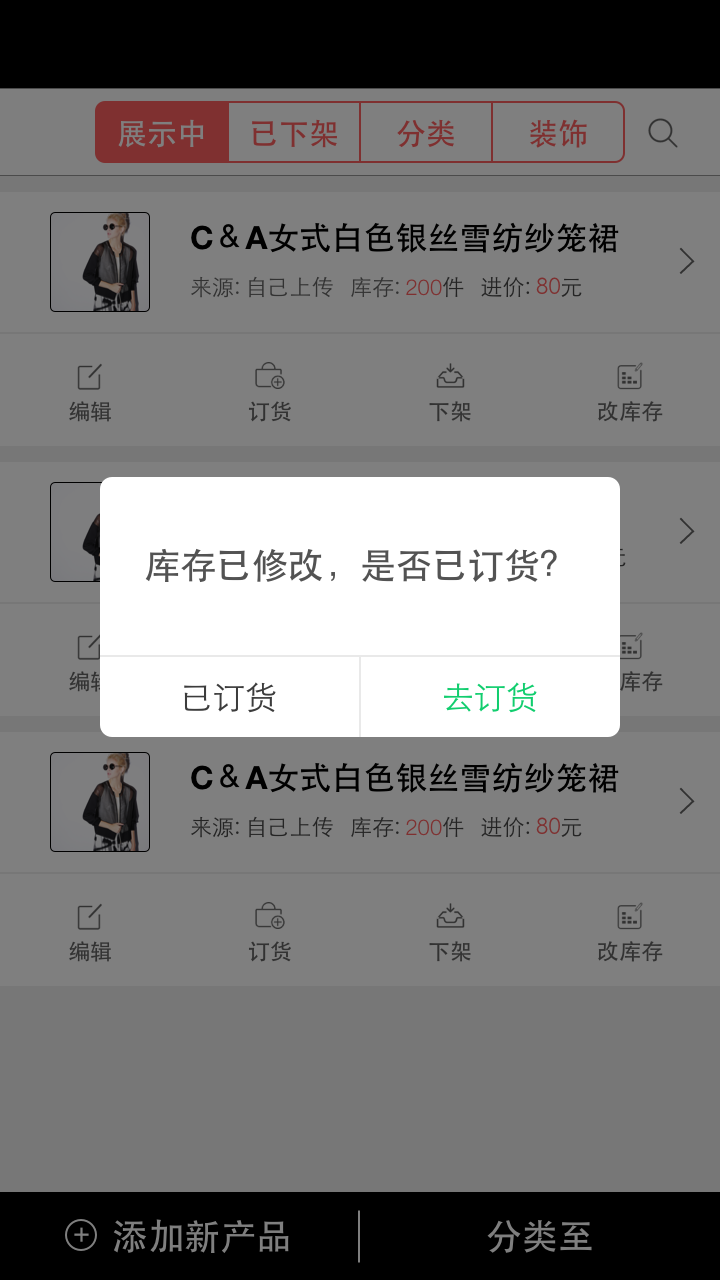 展示中 已下架 分类 装饰
C&A女式白色银丝雪纺纱笼裙
来源: 自己上传 库存: 200件 进价: 80元
编辑 订货 下架 改库存
元
库存已修改，是否已订货？
编辑 库存
已订货 去订货
C&A女式白色银丝雪纺纱笼裙
来源: 自己上传 库存: 200件 进价: 80元
编辑 订货 下架 改库存
添加新产品 分类至